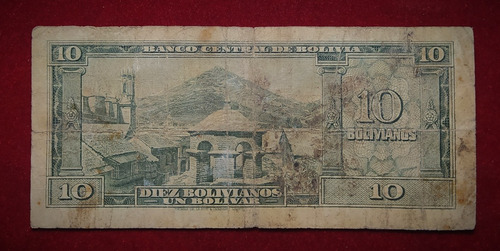 10 BANCO CENTRAL DE BOLIVIA 10
10
BOLIVIANOS
10 DIEZ BOLIVIANOS 10
UN BOLIVAR